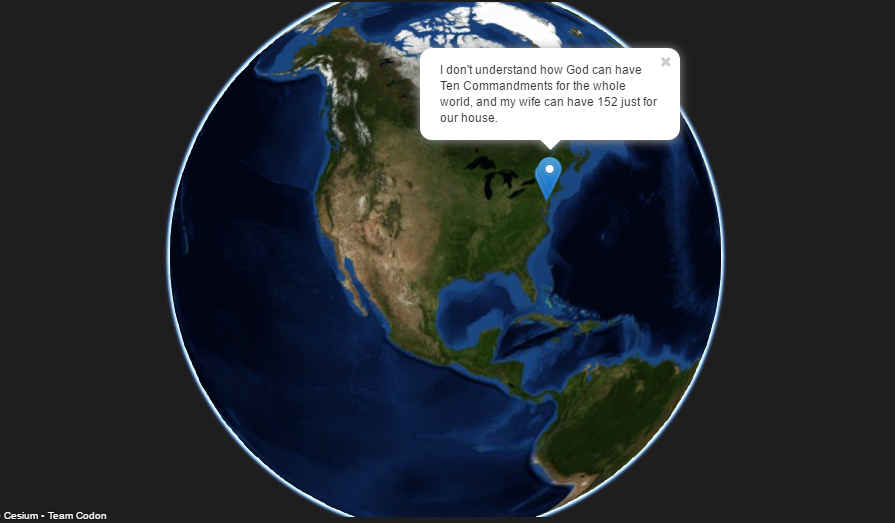 I don't understand how God can have
Ten Commandments for the whole
world, and my wife can have 152 just for
our house.
Cesium • Team Codon